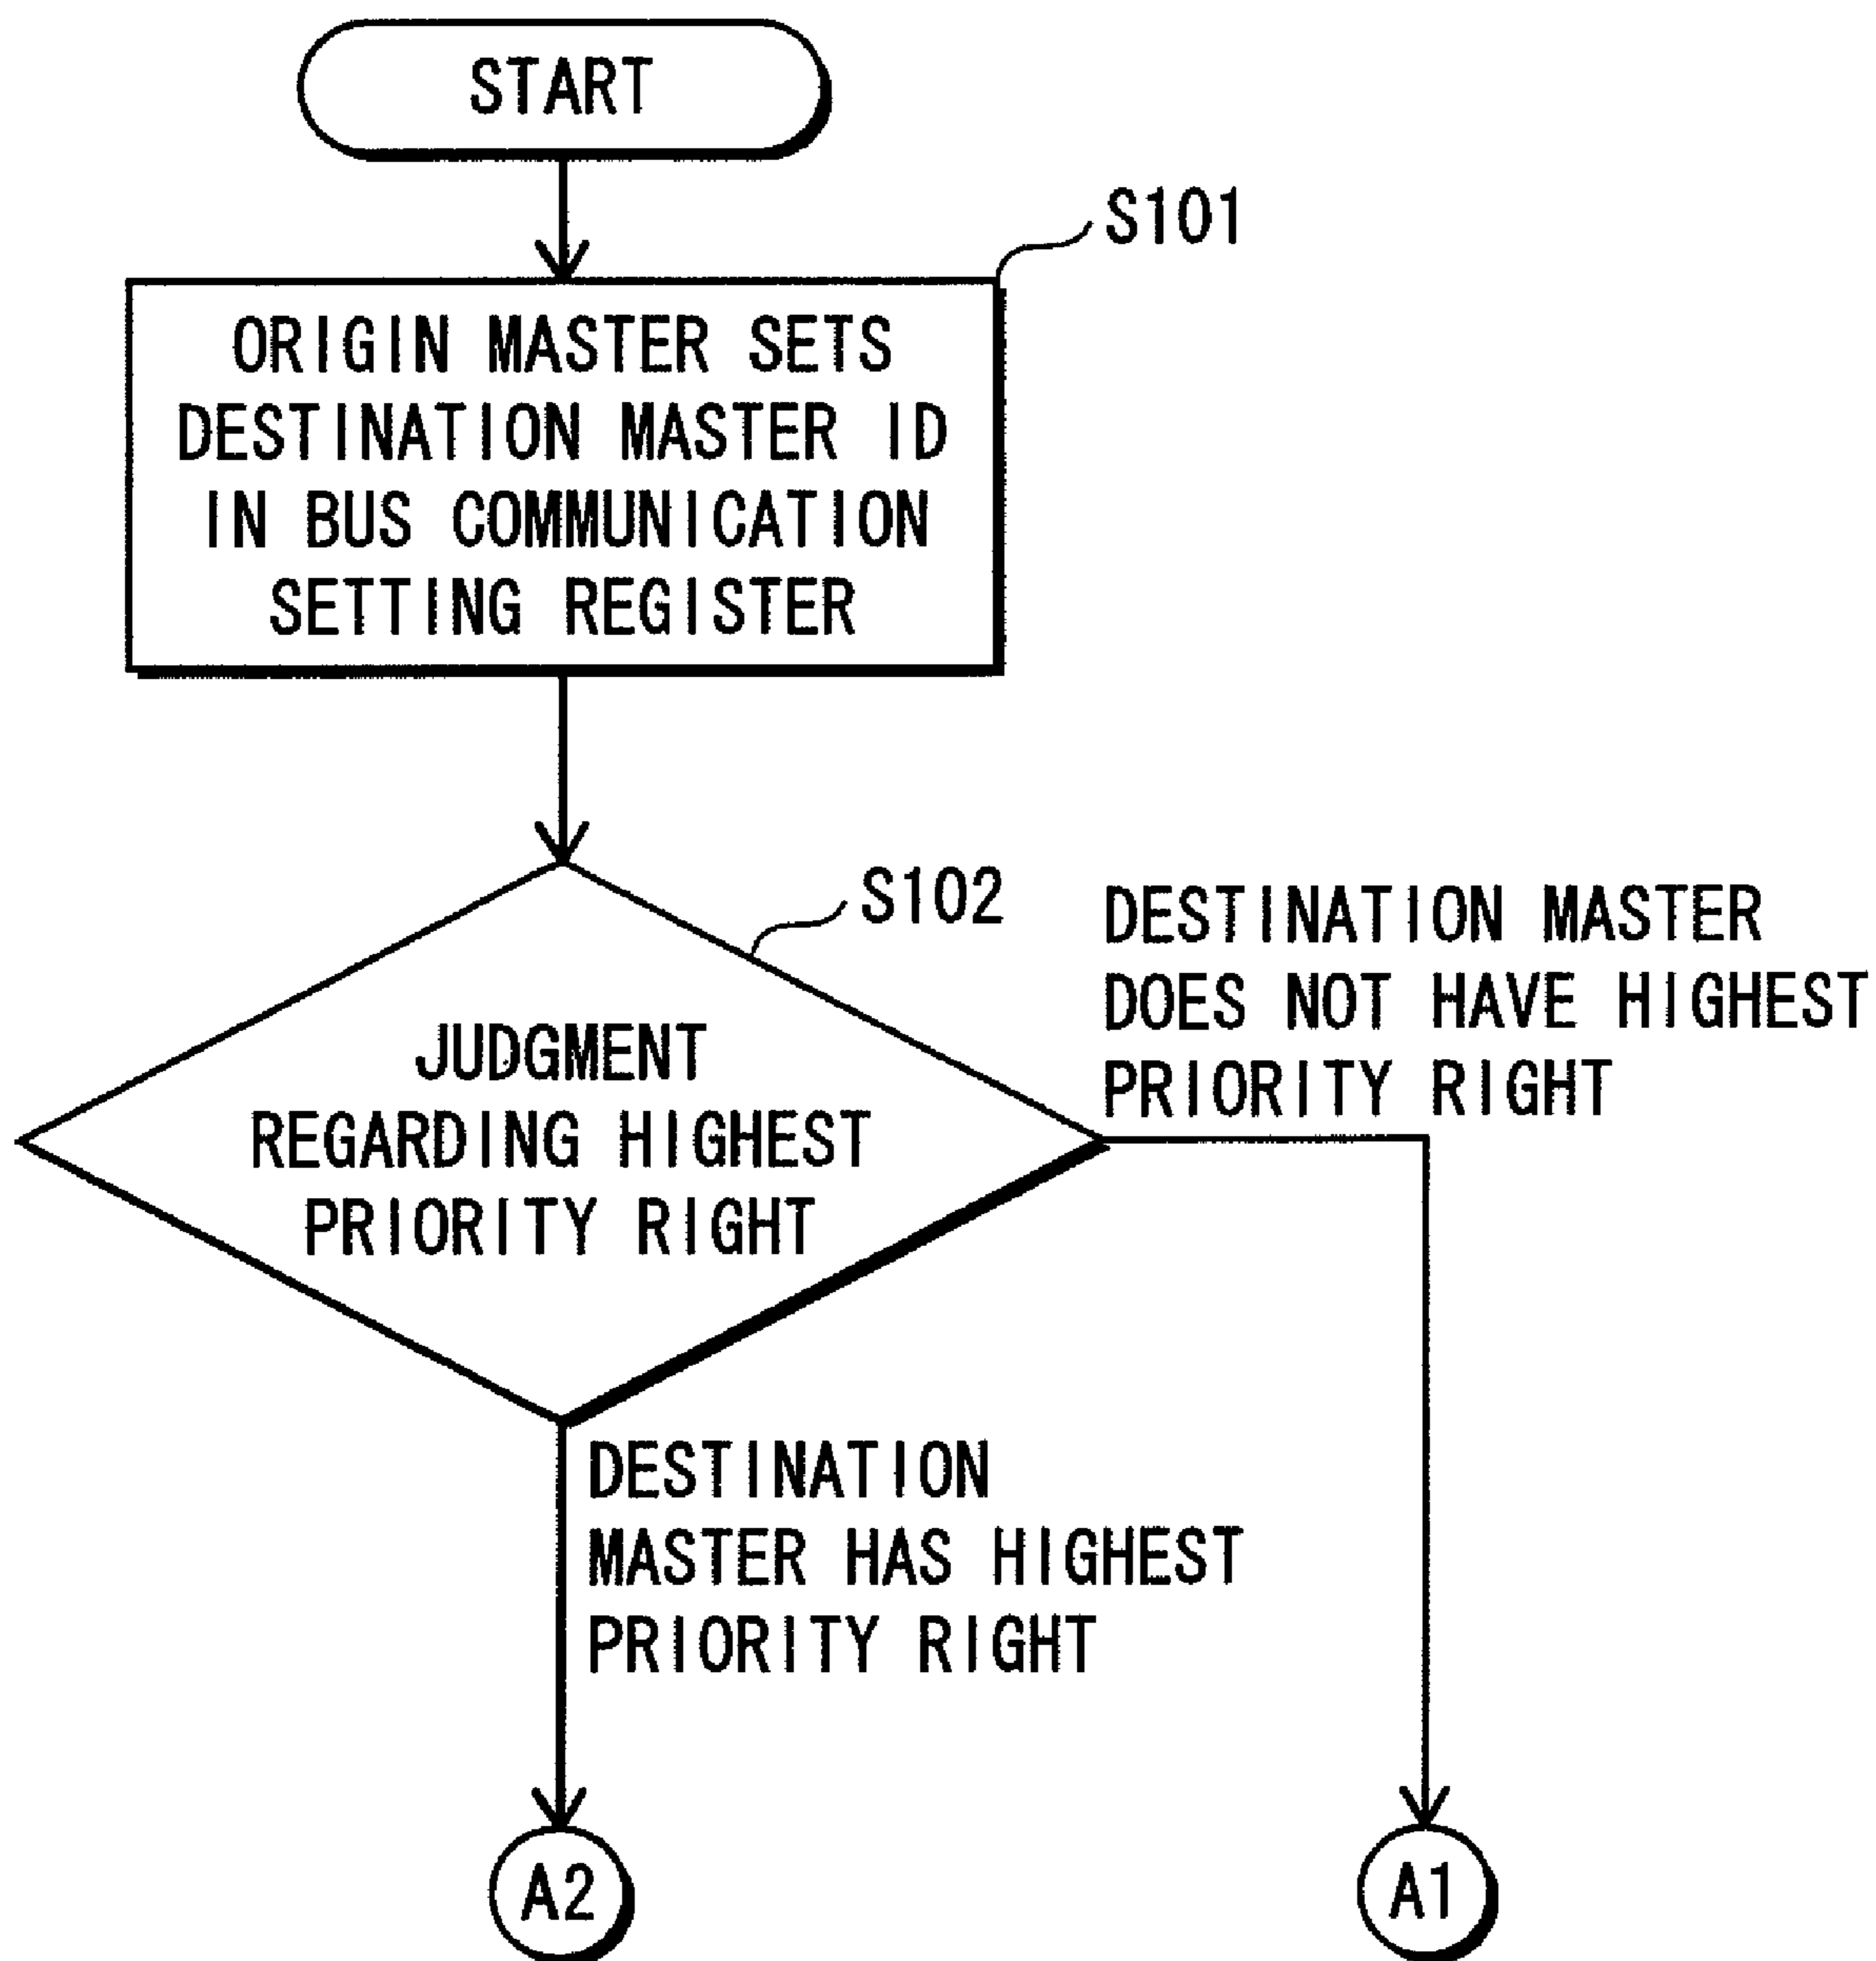 START
S101
ORIGIN MASTER SETS
DESTINATION MASTER ID
IN BUS COMMUNICATION
SETTING REGISTER
S102
JUDGMENT
REGARDING HIGHEST
PRIORITY RIGHT
DESTINATION MASTER
DOES NOT HAVE HIGHEST
PRIORITY RIGHT
DESTINATION
MASTER HAS HIGHEST
PRIORITY RIGHT
A2
A1